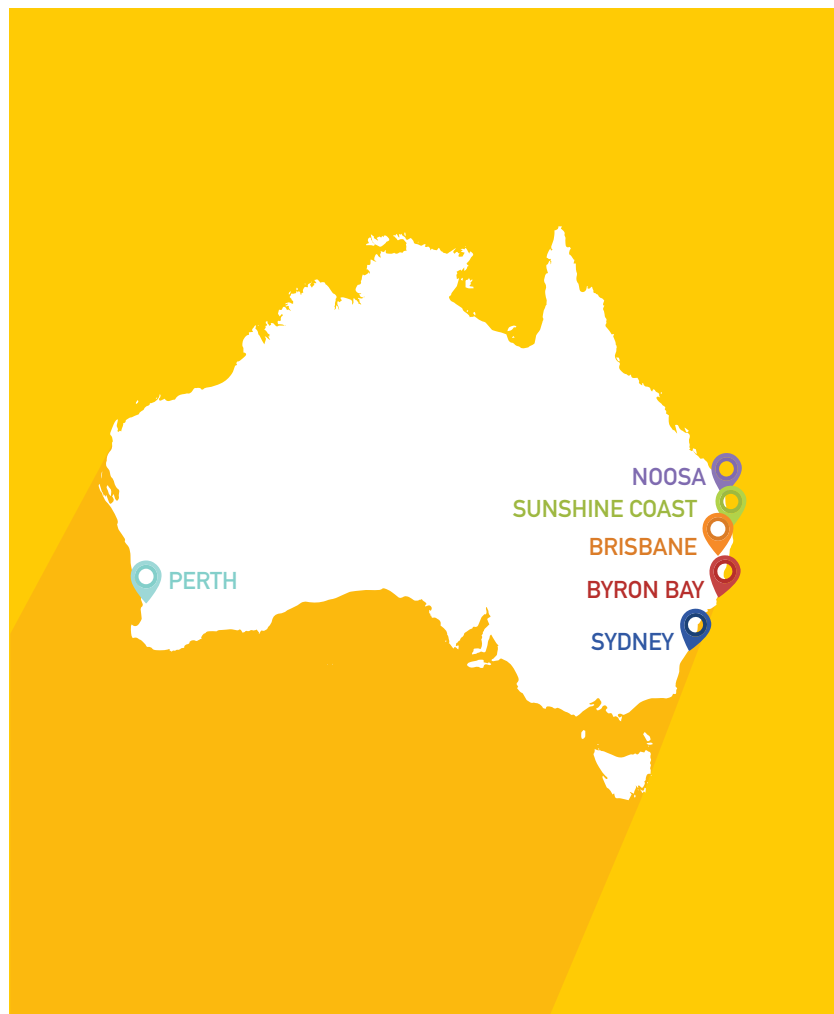 NOOSA
SUNSHINE COAST
BRISBANE
PERTH
BYRON BAY
SYDNEY